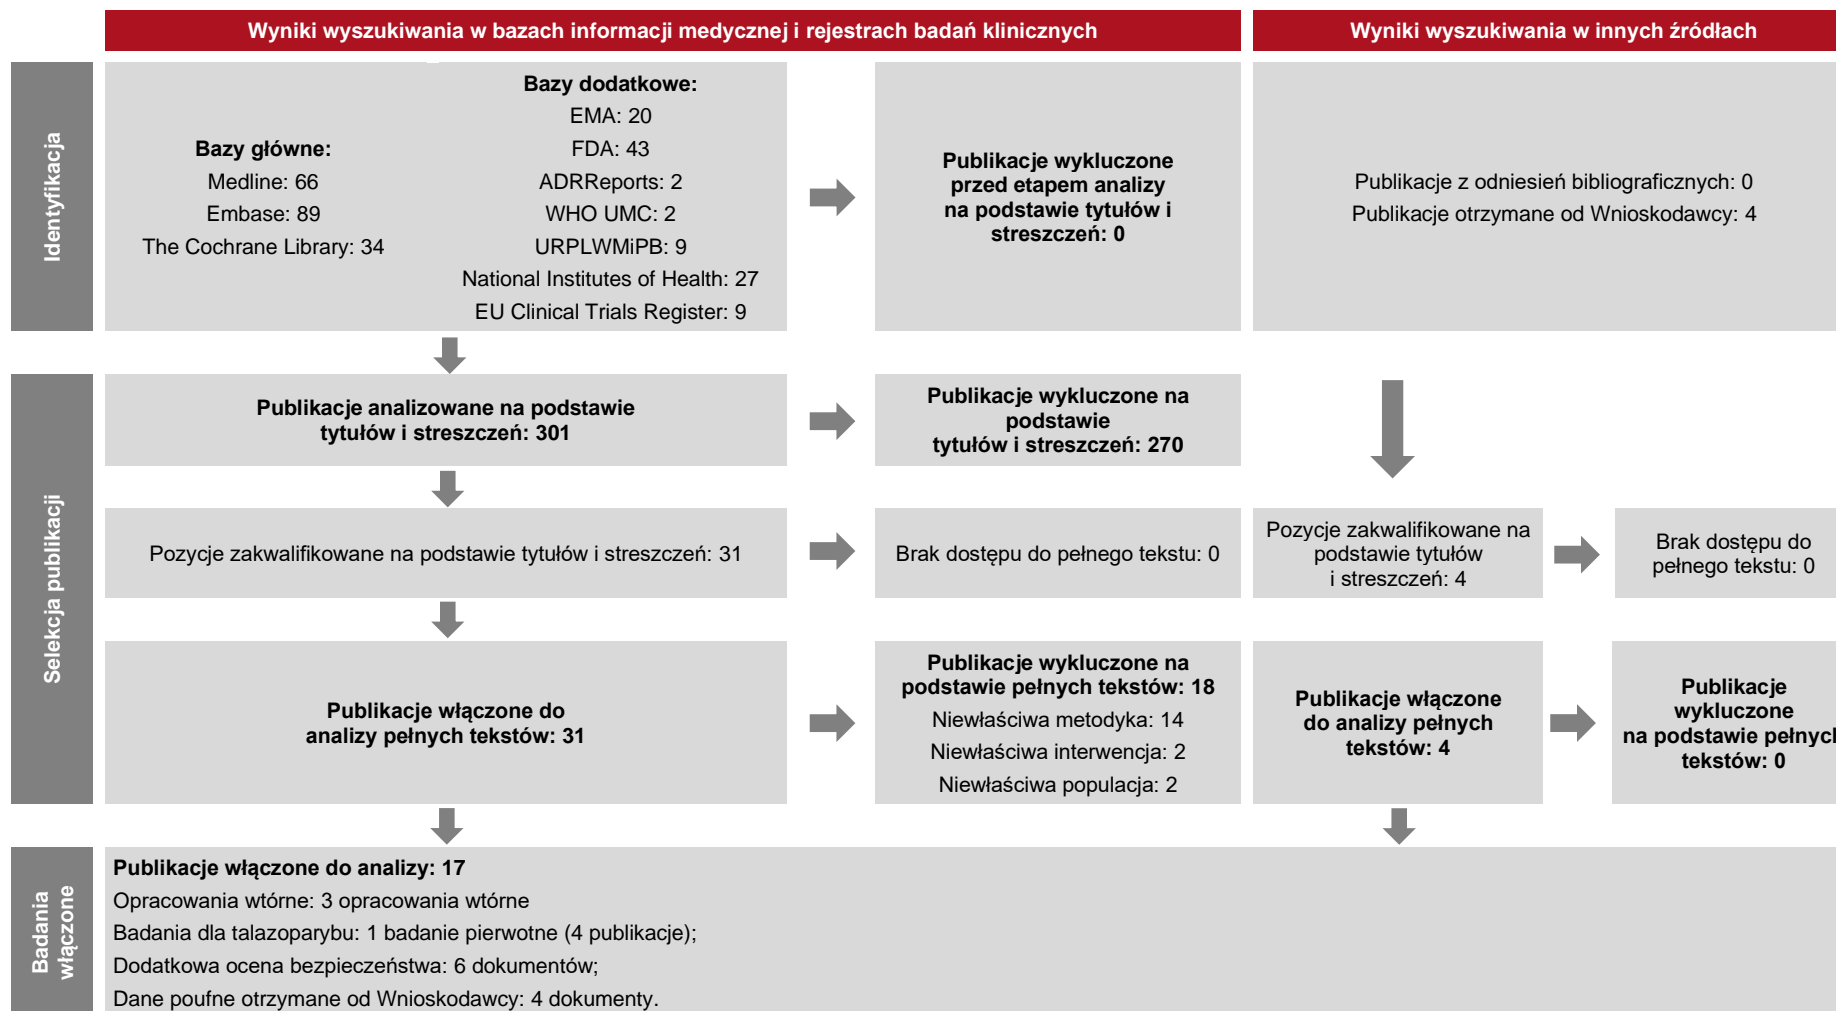 Wyniki wyszukiwania w bazach informacji medycznej i rejestrach badań klinicznych
Wyniki wyszukiwania w innych źródłach
Identyfikacja
Bazy główne:
Medline: 66
Embase: 89
The Cochrane Library: 34
Bazy dodatkowe:
EMA: 20
FDA: 43
ADRReports: 2
WHO UMC: 2
URPLWMiPB: 9
National Institutes of Health: 27
EU Clinical Trials Register: 9
Publikacje wykluczone
przed etapem analizy
na podstawie tytułów i
streszczeń: 0
Publikacje z odniesień bibliograficznych: 0
Publikacje otrzymane od Wnioskodawcy: 4
Selekcja publikacji
Publikacje analizowane na podstawie
tytułów i streszczeń: 301
Publikacje wykluczone na
podstawie
tytułów i streszczeń: 270
Pozycje zakwalifikowane na podstawie tytułów i streszczeń: 31
Brak dostępu do pełnego tekstu: 0
Pozycje zakwalifikowane na
podstawie tytułów
i streszczeń: 4
Brak dostępu do
pełnego tekstu: 0
Publikacje włączone do
analizy pełnych tekstów: 31
Publikacje wykluczone na
podstawie pełnych tekstów: 18
Niewłaściwa metodyka: 14
Niewłaściwa interwencja: 2
Niewłaściwa populacja: 2
Publikacje włączone
do analizy pełnych
tekstów: 4
Publikacje
wykluczone
na podstawie pełnych
tekstów: 0
Badania
włączone
Publikacje włączone do analizy: 17
Opracowania wtórne: 3 opracowania wtórne
Badania dla talazoparybu: 1 badanie pierwotne (4 publikacje);
Dodatkowa ocena bezpieczeństwa: 6 dokumentów;
Dane poufne otrzymane od Wnioskodawcy: 4 dokumenty.